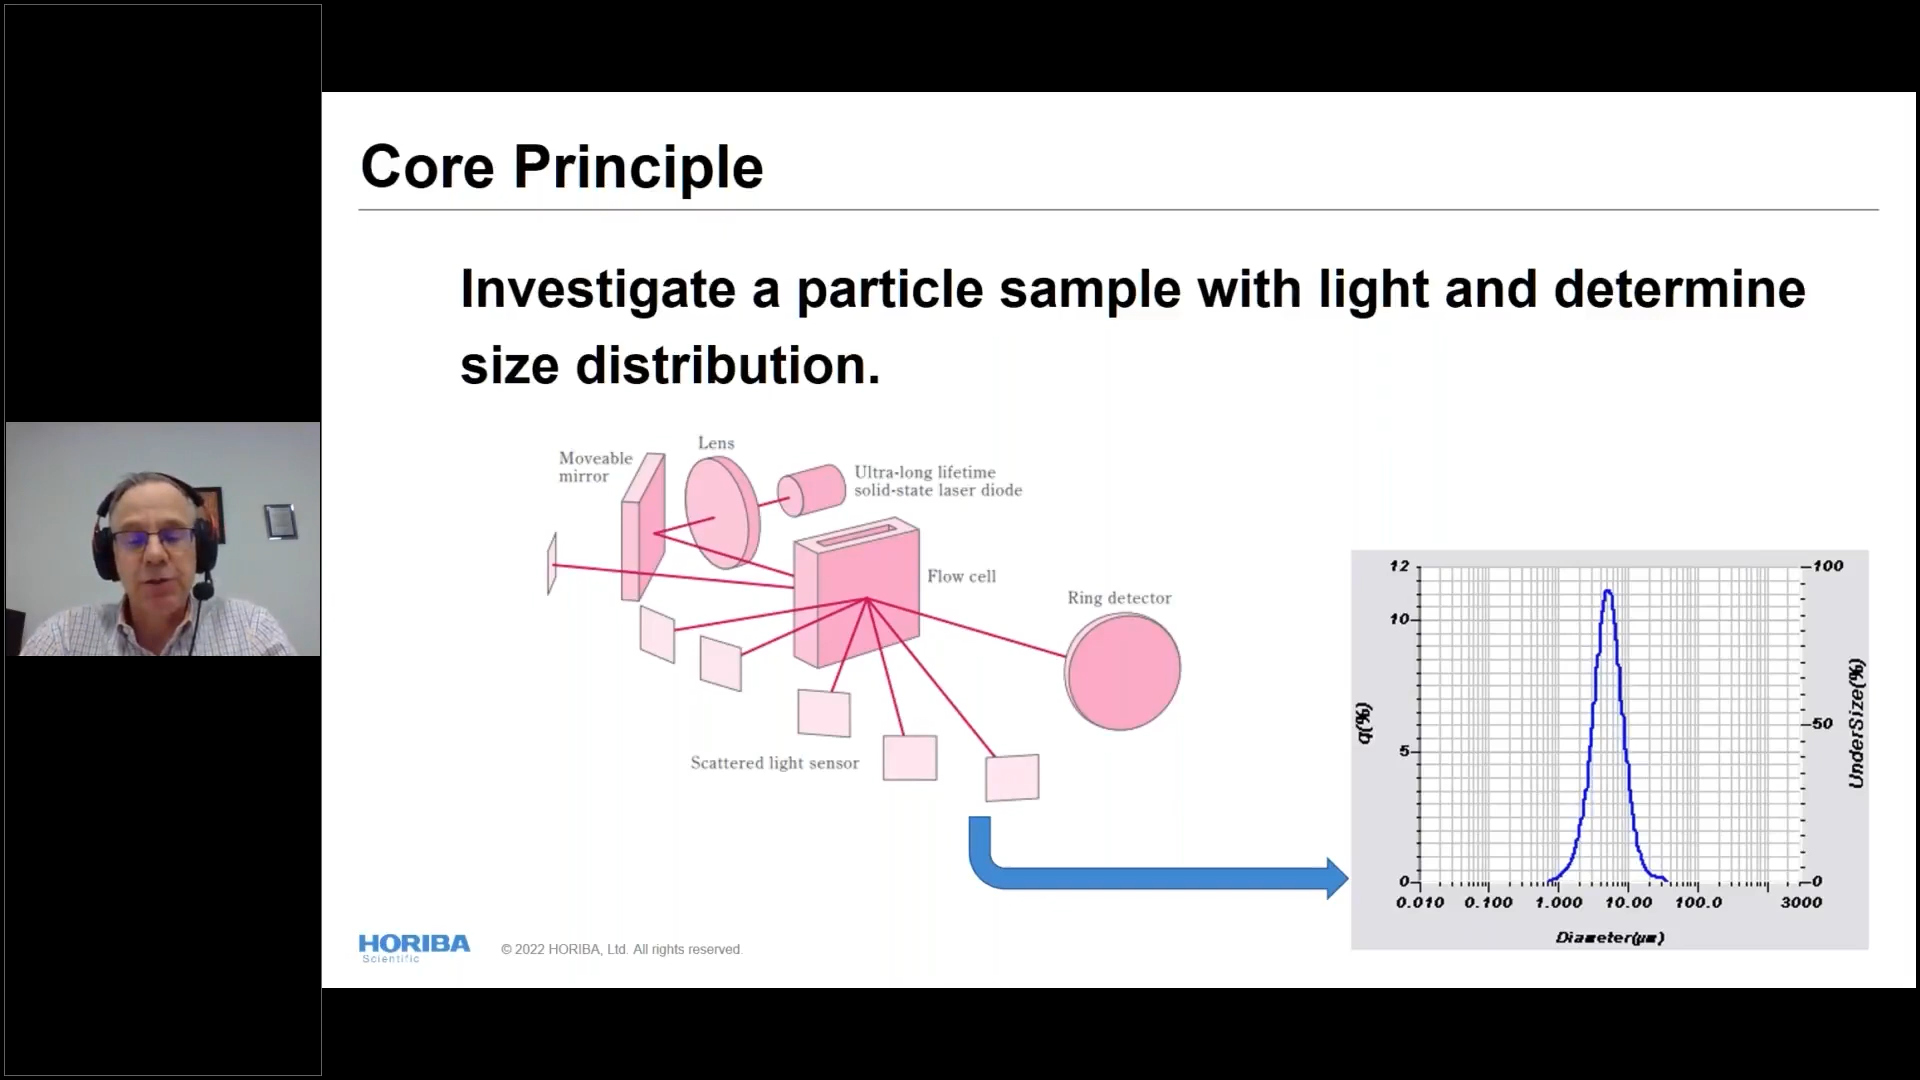 Core Principle
Investigate a particle sample with light and determine
size distribution.
Lens
Moveable
mirror
Ultra-long lifetime
solid-state laser diode
Flow cell
Ring detector
Scattered light sensor
12
10
5
0
q(%)
100
50
0
UnderSize(%)
0.010 0.100 1.000 10.00 100.0 3000
Diameter(µm)
HORIBA
Scientific
© 2022 HORIBA, Ltd. All rights reserved.